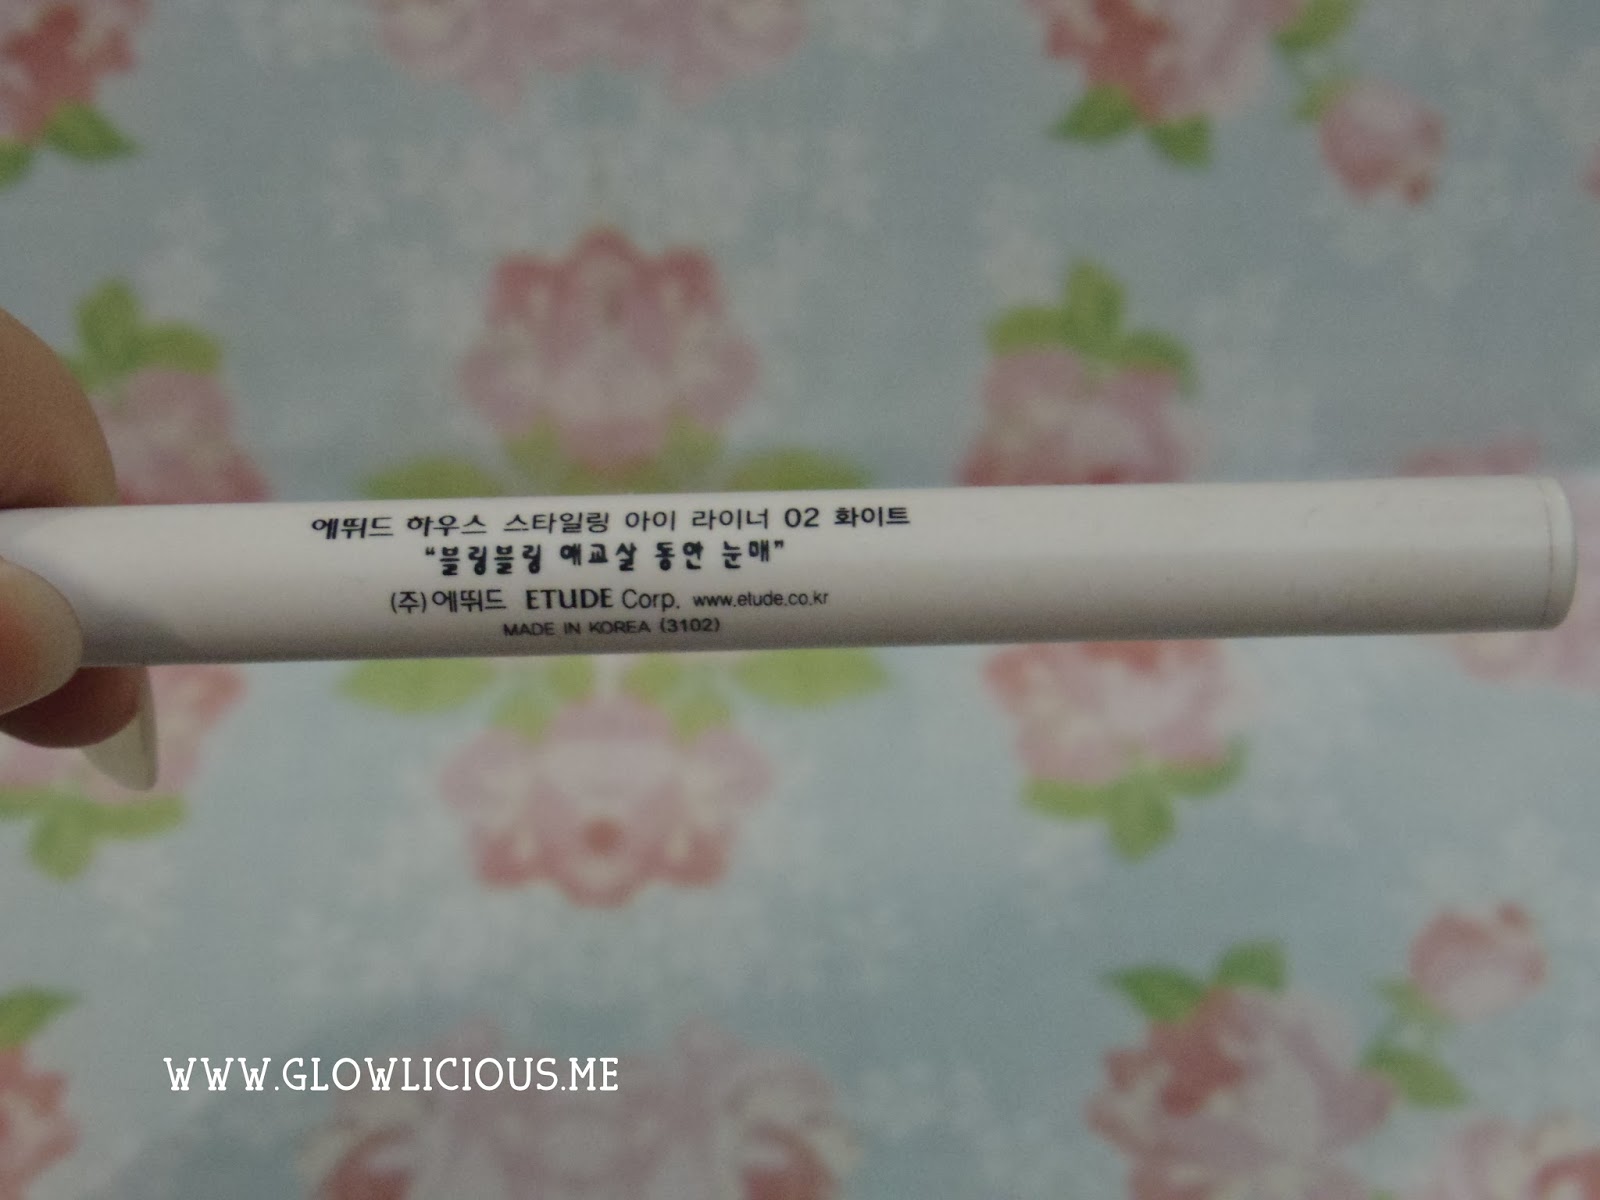 에뛰드 하우스 스타일링 아이 라이너 02 화이트
“블링블링 애교살 동안 눈매”
(주)에뛰드 ETUDE Corp. www.etude.co.kr
MADE IN KOREA (3102)
WWW.GLOWLICIOUS.ME